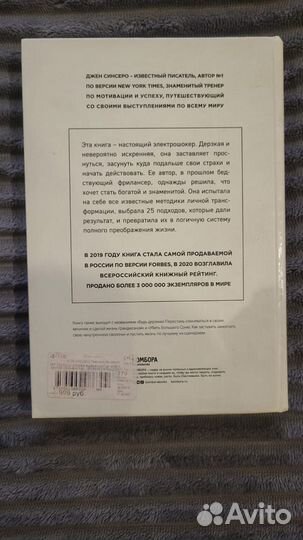 ДЖЕН СИНСЕРО – ИЗВЕСТНЫЙ ПИСАТЕЛЬ, АВТОР №1
ПО ВЕРСИИ NEW YORK TIMES, ЗНАМЕНИТЫЙ ТРЕНЕР
ПО МОТИВАЦИИ И УСПЕХУ, ПУТЕШЕСТВУЮЩИЙ
СО СВОИМИ ВЫСТУПЛЕНИЯМИ ПО ВСЕМУ МИРУ
Эта книга – настоящий электрошокер. Дерзкая и
невероятно искренняя, она заставляет прос-
нуться, засунуть куда подальше свои страхи и
начать действовать. Ее автор, в прошлом бед-
ствующий фрилансер, однажды решила, что
хочет стать богатой и знаменитой. Она испытала
на себе все известные методики личной транс-
формации, выбрала 25 подходов, которые дали
результат, и превратила их в логичную систему
полного преображения жизни.
В 2019 ГОДУ КНИГА СТАЛА САМОЙ ПРОДАВАЕМОЙ
В РОССИИ ПО ВЕРСИИ FORBES, В 2020 ВОЗГЛАВИЛА
ВСЕРОССИЙСКИЙ КНИЖНЫЙ РЕЙТИНГ.
ПРОДАНО БОЛЕЕ 3 000 000 ЭКЗЕМПЛЯРОВ В МИРЕ
БОМБОРА
руб
Avito